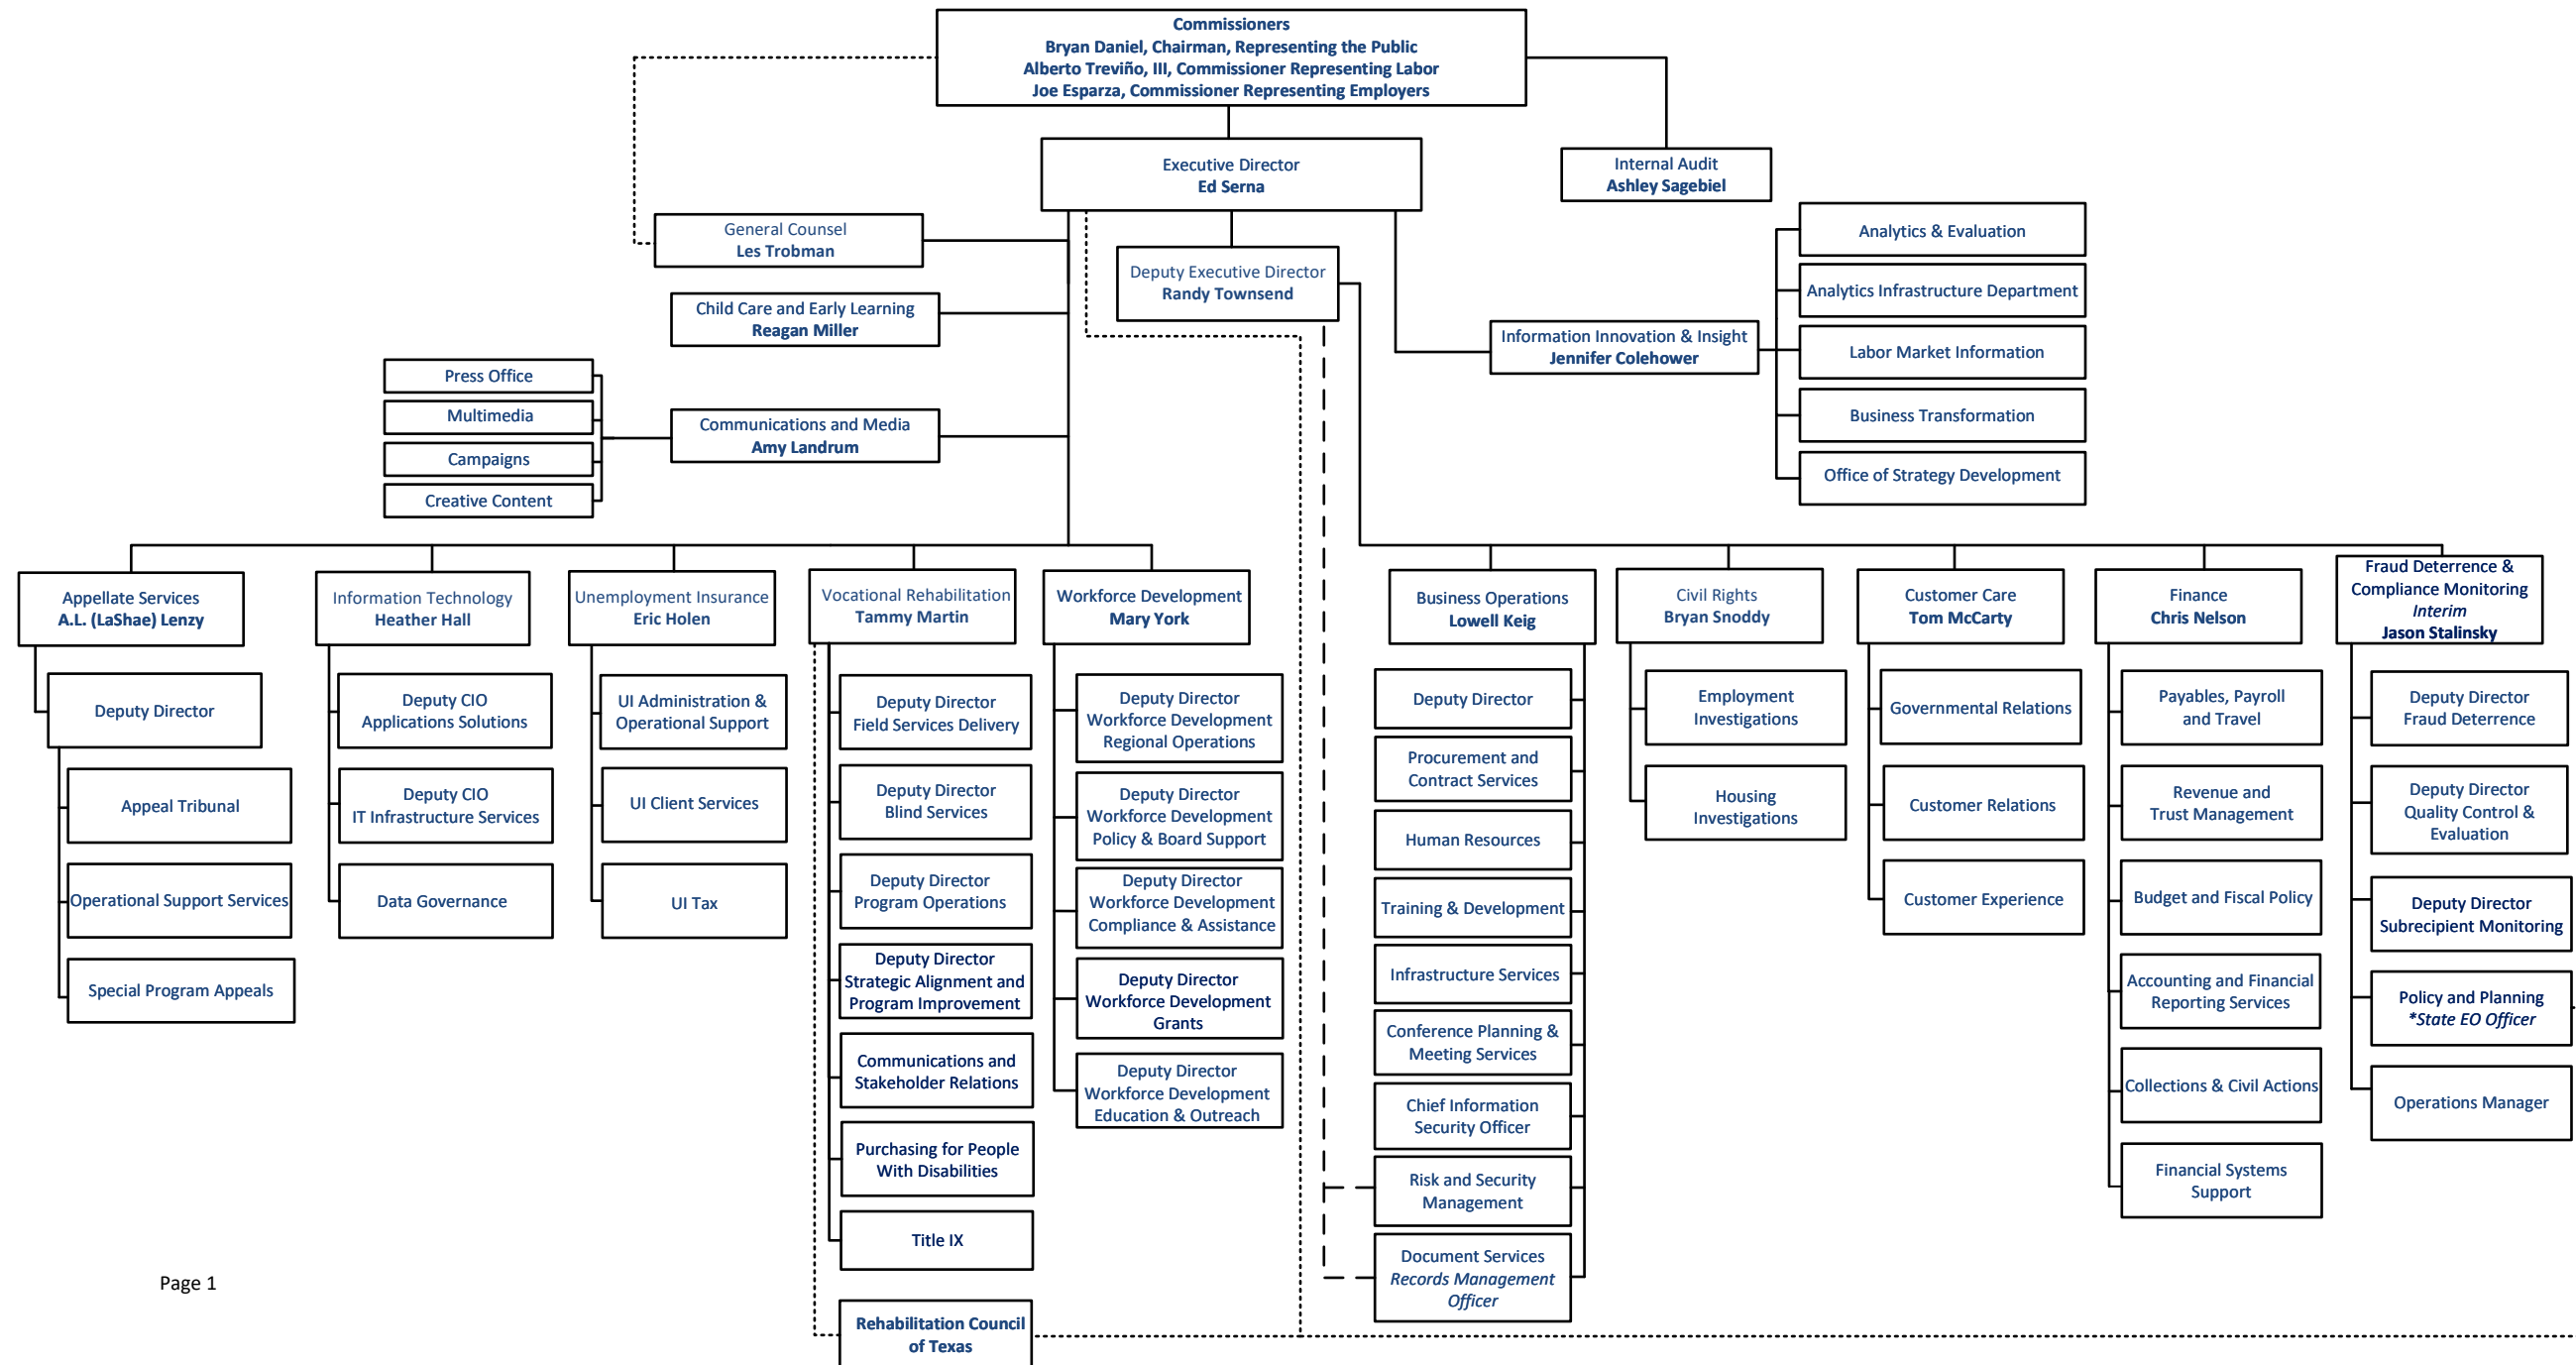 Commissioners
Bryan Daniel, Chairman, Representing the Public
Alberto Treviño, III, Commissioner Representing Labor
Joe Esparza, Commissioner Representing Employers
Executive Director
Ed Serna
Internal Audit
Ashley Sagebiel
General Counsel
Les Trobman
Deputy Executive Director
Randy Townsend
Child Care and Early Learning
Reagan Miller
Information Innovation & Insight
Jennifer Colehower
Analytics & Evaluation
Analytics Infrastructure Department
Labor Market Information
Business Transformation
Office of Strategy Development
Communications and Media
Amy Landrum
Press Office
Multimedia
Campaigns
Creative Content
Appellate Services
A.L. (LaShae) Lenzy
Deputy Director
Appeal Tribunal
Operational Support Services
Special Program Appeals
Information Technology
Heather Hall
Deputy CIO
Applications Solutions
Deputy CIO
IT Infrastructure Services
Data Governance
Unemployment Insurance
Eric Holen
UI Administration &
Operational Support
UI Client Services
UI Tax
Vocational Rehabilitation
Tammy Martin
Deputy Director
Field Services Delivery
Deputy Director
Blind Services
Deputy Director
Program Operations
Deputy Director
Strategic Alignment and
Program Improvement
Communications and
Stakeholder Relations
Purchasing for People
With Disabilities
Title IX
Rehabilitation Council
of Texas
Workforce Development
Mary York
Deputy Director
Workforce Development
Regional Operations
Deputy Director
Workforce Development
Policy & Board Support
Deputy Director
Workforce Development
Compliance & Assistance
Deputy Director
Workforce Development
Grants
Deputy Director
Workforce Development
Education & Outreach
Business Operations
Lowell Keig
Deputy Director
Procurement and
Contract Services
Human Resources
Training & Development
Infrastructure Services
Conference Planning &
Meeting Services
Chief Information
Security Officer
Risk and Security
Management
Document Services
Records Management
Officer
Civil Rights
Bryan Snoddy
Employment
Investigations
Housing
Investigations
Customer Care
Tom McCarty
Governmental Relations
Customer Relations
Customer Experience
Finance
Chris Nelson
Payables, Payroll
and Travel
Revenue and
Trust Management
Budget and Fiscal Policy
Accounting and Financial
Reporting Services
Collections & Civil Actions
Financial Systems
Support
Fraud Deterrence &
Compliance Monitoring
Interim
Jason Stalinsky
Deputy Director
Fraud Deterrence
Deputy Director
Quality Control &
Evaluation
Deputy Director
Subrecipient Monitoring
Policy and Planning
*State EO Officer
Operations Manager
Page 1